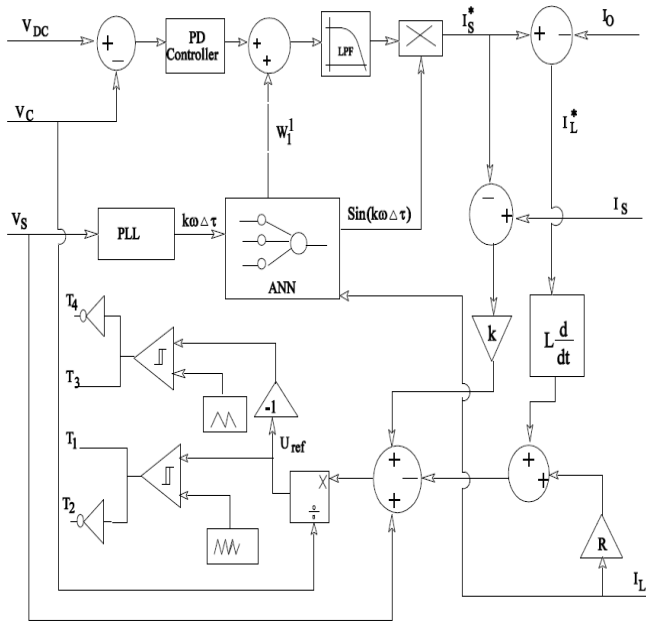 V_DC
+
−
PD
Controller
+
+
LPF
×
I_S^*
+
−
I_O
V_C
W_1^1
I_L^*
V_S
PLL
kωΔτ
Sin(kωΔτ)
ANN
−
+
I_S
T_4
T_3
k
L d/dt
-1
T_1
U_ref
T_2
×
÷
+
−
+
+
+
R
I_L